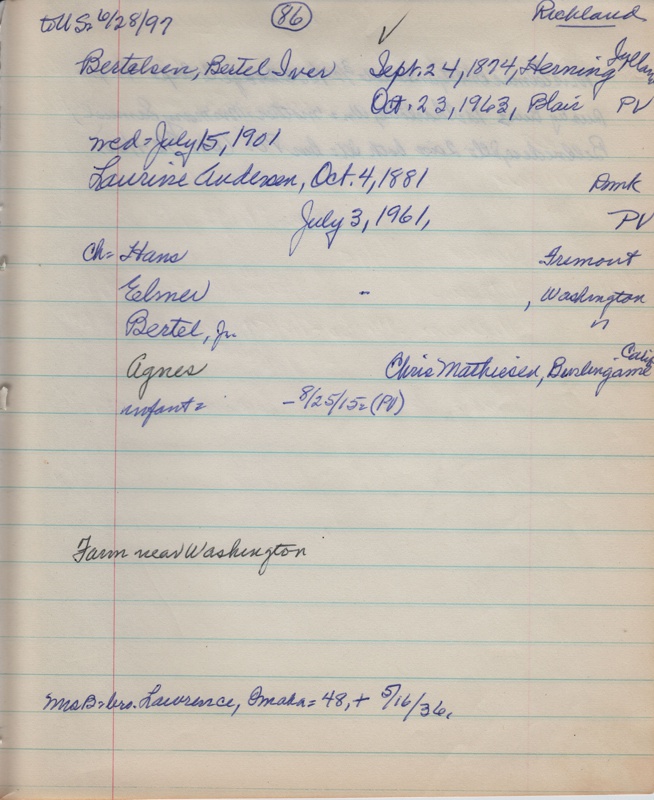 to U.S. 6/28/97 (86) Richland
✓
Bertelsen, Bertel Iver Sept. 24, 1874, Herning Jylland
Oct. 23, 1963, Blair PV
wed = July 15, 1901
Laurine Andersen, Oct. 4, 1881 Dmk
July 3, 1961, PV
Ch = Hans Fremont
Elmer " , Washington
Bertel, Jr. "
Agnes Chris Mathiesen, Burlingame Calif
infant = - 8/25/15 = (PV)
Farm near Washington
Mrs B = bro. Lawrence, Omaha = 48, + 5/16/36.